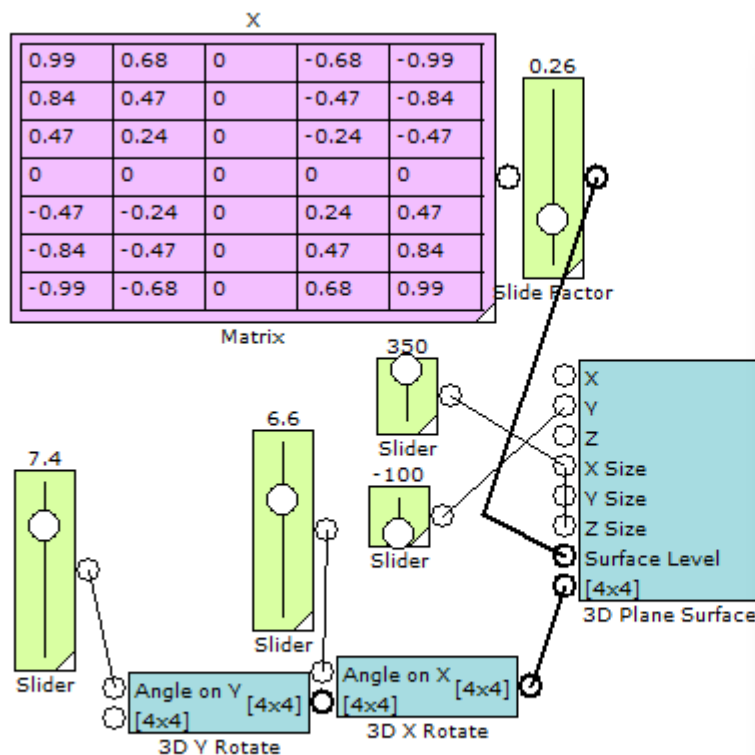 X
0.99 0.68 0 -0.68 -0.99
0.84 0.47 0 -0.47 -0.84
0.47 0.24 0 -0.24 -0.47
0 0 0 0 0
-0.47 -0.24 0 0.24 0.47
-0.84 -0.47 0 0.47 0.84
-0.99 -0.68 0 0.68 0.99
Matrix
0.26
Slide Factor
350
Slider
-100
Slider
6.6
Slider
7.4
Slider
Angle on Y
[4x4]
[4x4]
3D Y Rotate
Angle on X
[4x4]
[4x4]
3D X Rotate
X
Y
Z
X Size
Y Size
Z Size
Surface Level
[4x4]
3D Plane Surface